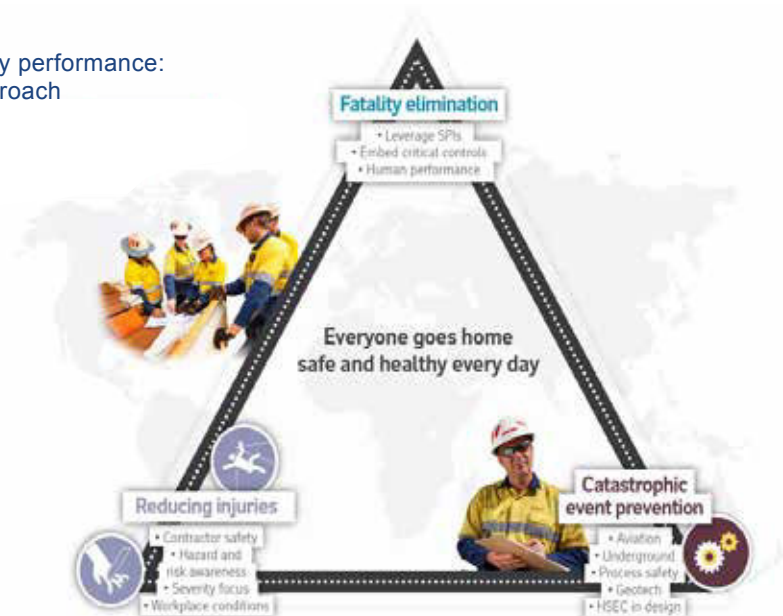 y performance:
roach
Fatality elimination
• Leverage SPIs
• Embed critical controls
• Human performance
Everyone goes home
safe and healthy every day
Reducing injuries
• Contractor safety
• Hazard and
risk awareness
• Severity focus
• Workplace conditions
Catastrophic
event prevention
• Aviation
• Underground
• Process safety
• Geotech
• HSEC in design